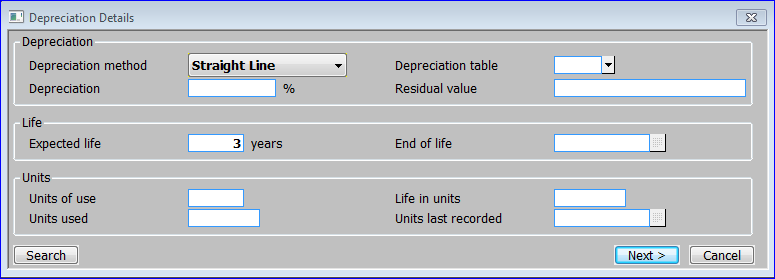 Depreciation Details
Depreciation
Depreciation method Straight Line Depreciation table
Depreciation % Residual value
Life
Expected life 3 years End of life
Units
Units of use Life in units
Units used Units last recorded
Search Next > Cancel